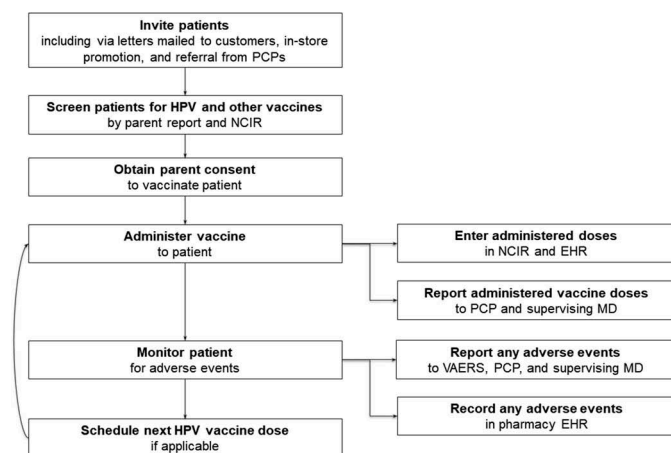 Invite patients
including via letters mailed to customers, in-store
promotion, and referral from PCPs
Screen patients for HPV and other vaccines
by parent report and NCIR
Obtain parent consent
to vaccinate patient
Administer vaccine
to patient
Enter administered doses
in NCIR and EHR
Report administered vaccine doses
to PCP and supervising MD
Monitor patient
for adverse events
Report any adverse events
to VAERS, PCP, and supervising MD
Record any adverse events
in pharmacy EHR
Schedule next HPV vaccine dose
if applicable